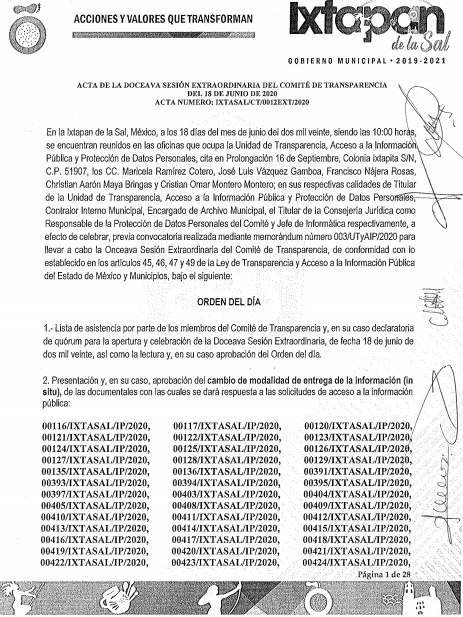 ACCIONES Y VALORES QUE TRANSFORMAN
Ixtapan
de la Sal
GOBIERNO MUNICIPAL • 2019-2021
ACTA DE LA DOCEAVA SESIÓN EXTRAORDINARIA DEL COMITÉ DE TRANSPARENCIA
DEL 18 DE JUNIO DE 2020
ACTA NUMERO: IXTASAL/CT/0012EXT/2020
En la Ixtapan de la Sal, México, a los 18 días del mes de junio del dos mil veinte, siendo las 10:00 horas,
se encuentran reunidos en las oficinas que ocupa la Unidad de Transparencia, Acceso a la Información
Pública y Protección de Datos Personales, cita en Prolongación 16 de Septiembre, Colonia Ixtapita S/N,
C.P. 51907, los CC. Maricela Ramírez Cotero, José Luis Vázquez Gamboa, Francisco Nájera Rosas,
Christian Aarón Maya Bringas y Cristian Omar Montero Montero; en sus respectivas calidades de Titular
de la Unidad de Transparencia, Acceso a la Información Pública y Protección de Datos Personales,
Contralor Interno Municipal, Encargado de Archivo Municipal, el Titular de la Consejería Jurídica como
Responsable de la Protección de Datos Personales del Comité y Jefe de Informática respectivamente, a
efecto de celebrar, previa convocatoria realizada mediante memorándum número 003/UTyAIP/2020 para
llevar a cabo la Onceava Sesión Extraordinaria del Comité de Transparencia, de conformidad con lo
establecido en los artículos 45, 46, 47 y 49 de la Ley de Transparencia y Acceso a la Información Pública
del Estado de México y Municipios, bajo el siguiente:
ORDEN DEL DÍA
1.- Lista de asistencia por parte de los miembros del Comité de Transparencia y, en su caso declaratoria
de quórum para la apertura y celebración de la Doceava Sesión Extraordinaria, de fecha 18 de junio
de dos mil veinte, así como la lectura y, en su caso aprobación del Orden del día.
2. Presentación y, en su caso, aprobación del cambio de modalidad de entrega de la información (in
situ), de las documentales con las cuales se dará respuesta a las solicitudes de acceso a la información
pública:
00116/IXTASAL/IP/2020, 00117/IXTASAL/IP/2020, 00120/IXTASAL/IP/2020,
00121/IXTASAL/IP/2020, 00122/IXTASAL/IP/2020, 00123/IXTASAL/IP/2020,
00124/IXTASAL/IP/2020, 00125/IXTASAL/IP/2020, 00126/IXTASAL/IP/2020,
00127/IXTASAL/IP/2020, 00128/IXTASAL/IP/2020, 00129/IXTASAL/IP/2020,
00135/IXTASAL/IP/2020, 00136/IXTASAL/IP/2020, 00391/IXTASAL/IP/2020,
00393/IXTASAL/IP/2020, 00394/IXTASAL/IP/2020, 00395/IXTASAL/IP/2020,
00397/IXTASAL/IP/2020, 00403/IXTASAL/IP/2020, 00404/IXTASAL/IP/2020,
00405/IXTASAL/IP/2020, 00408/IXTASAL/IP/2020, 00409/IXTASAL/IP/2020,
00410/IXTASAL/IP/2020, 00411/IXTASAL/IP/2020, 00412/IXTASAL/IP/2020,
00413/IXTASAL/IP/2020, 00414/IXTASAL/IP/2020, 00415/IXTASAL/IP/2020,
00416/IXTASAL/IP/2020, 00417/IXTASAL/IP/2020, 00418/IXTASAL/IP/2020,
00419/IXTASAL/IP/2020, 00420/IXTASAL/IP/2020, 00421/IXTASAL/IP/2020,
00422/IXTASAL/IP/2020, 00423/IXTASAL/IP/2020, 00424/IXTASAL/IP/2020,
Página 1 de 28